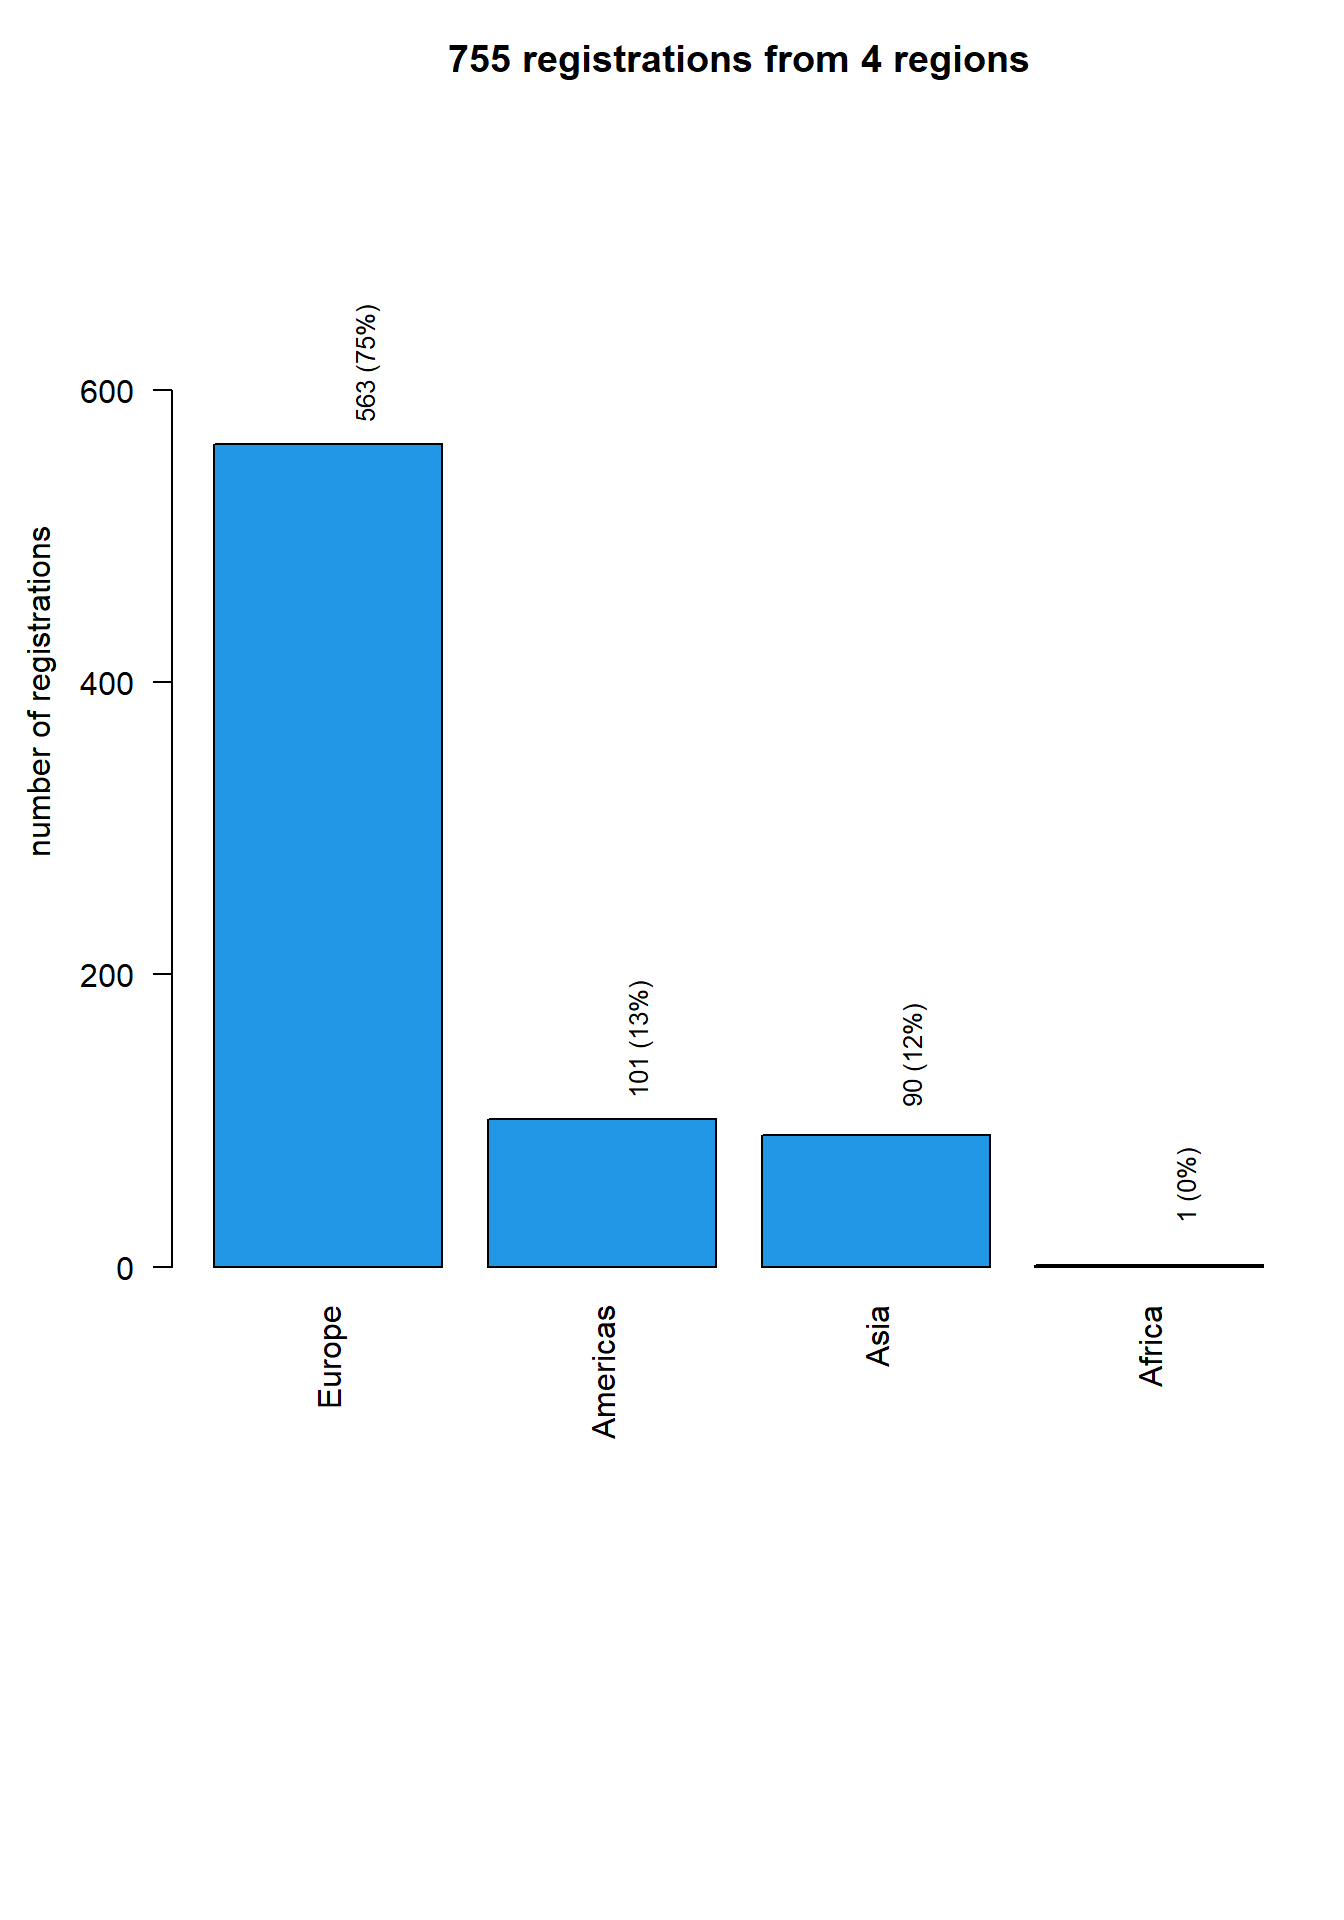 755 registrations from 4 regions
number of registrations
600
400
200
0
563 (75%)
101 (13%)
90 (12%)
1 (0%)
Europe
Americas
Asia
Africa